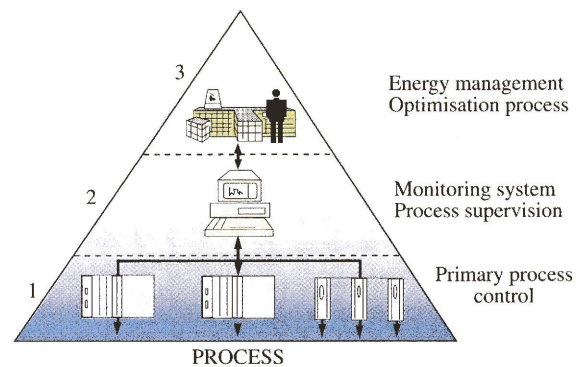 3
Energy management
Optimisation process
2
Monitoring system
Process supervision
1
Primary process
control
PROCESS